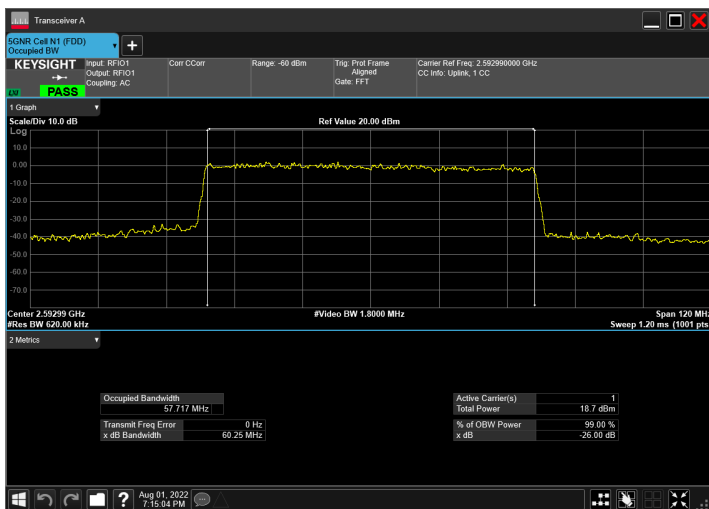 Transceiver A
5GNR Cell N1 (FDD)
Occupied BW
KEYSIGHT
LXI
PASS
Input: RFIO1
Output: RFIO1
Coupling: AC
Corr CCorr
Range: -60 dBm
Trig: Prot Frame
Aligned
Gate: FFT
Carrier Ref Freq: 2.592990000 GHz
CC Info: Uplink, 1 CC
1 Graph
Scale/Div 10.0 dB
Ref Value 20.00 dBm
Log
10.0
0.00
-10.0
-20.0
-30.0
-40.0
-50.0
-60.0
-70.0
Center 2.59299 GHz
#Video BW 1.8000 MHz
Span 120 MHz
#Res BW 620.00 kHz
Sweep 1.20 ms (1001 pts
2 Metrics
Occupied Bandwidth
57.717 MHz
Transmit Freq Error 0 Hz
x dB Bandwidth 60.25 MHz
Active Carrier(s) 1
Total Power 18.7 dBm
% of OBW Power 99.00 %
x dB -26.00 dB
?
Aug 01, 2022
7:15:04 PM